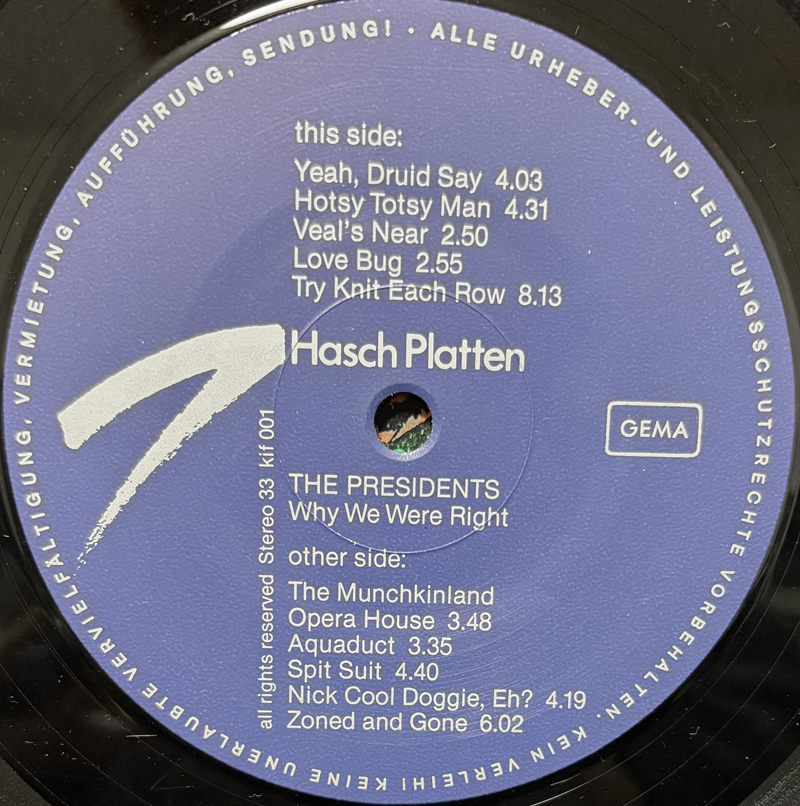 this side:
Yeah, Druid Say 4.03
Hotsy Totsy Man 4.31
Veal's Near 2.50
Love Bug 2.55
Try Knit Each Row 8.13
Hasch Platten
GEMA
all rights reserved Stereo 33 kif 001
THE PRESIDENTS
Why We Were Right
other side:
The Munchkinland
Opera House 3.48
Aquaduct 3.35
Spit Suit 4.40
Nick Cool Doggie, Eh? 4.19
Zoned and Gone 6.02
ALLE URHEBER- UND LEISTUNGSSCHUTZRECHTE VORBEHALTEN. KEIN VERLEIH! KEINE UNERLAUBTE VERVIELFÄLTIGUNG, VERMIETUNG, AUFFÜHRUNG, SENDUNG! ·